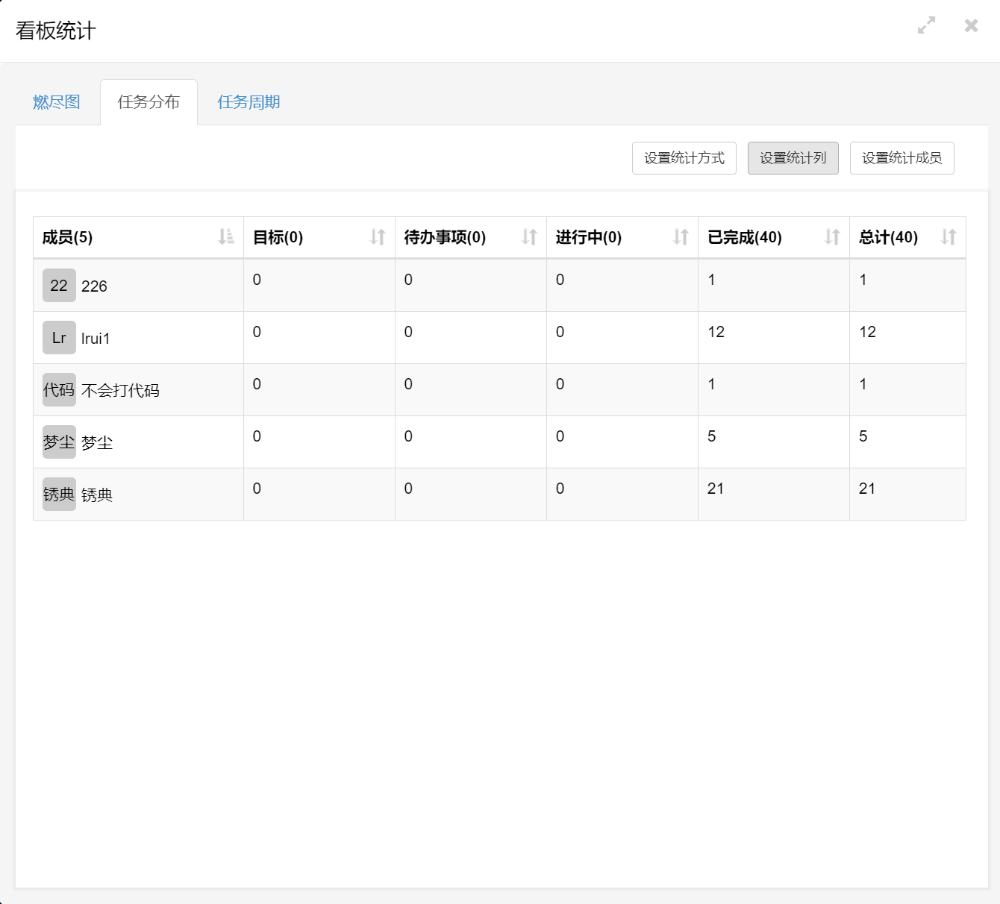 看板统计
燃尽图 任务分布 任务周期
设置统计方式 设置统计列 设置统计成员
成员(5) 目标(0) 待办事项(0) 进行中(0) 已完成(40) 总计(40)
22 226 0 0 0 1 1
Lr lrui1 0 0 0 12 12
代码 不会打代码 0 0 0 1 1
梦尘 梦尘 0 0 0 5 5
锈典 锈典 0 0 0 21 21